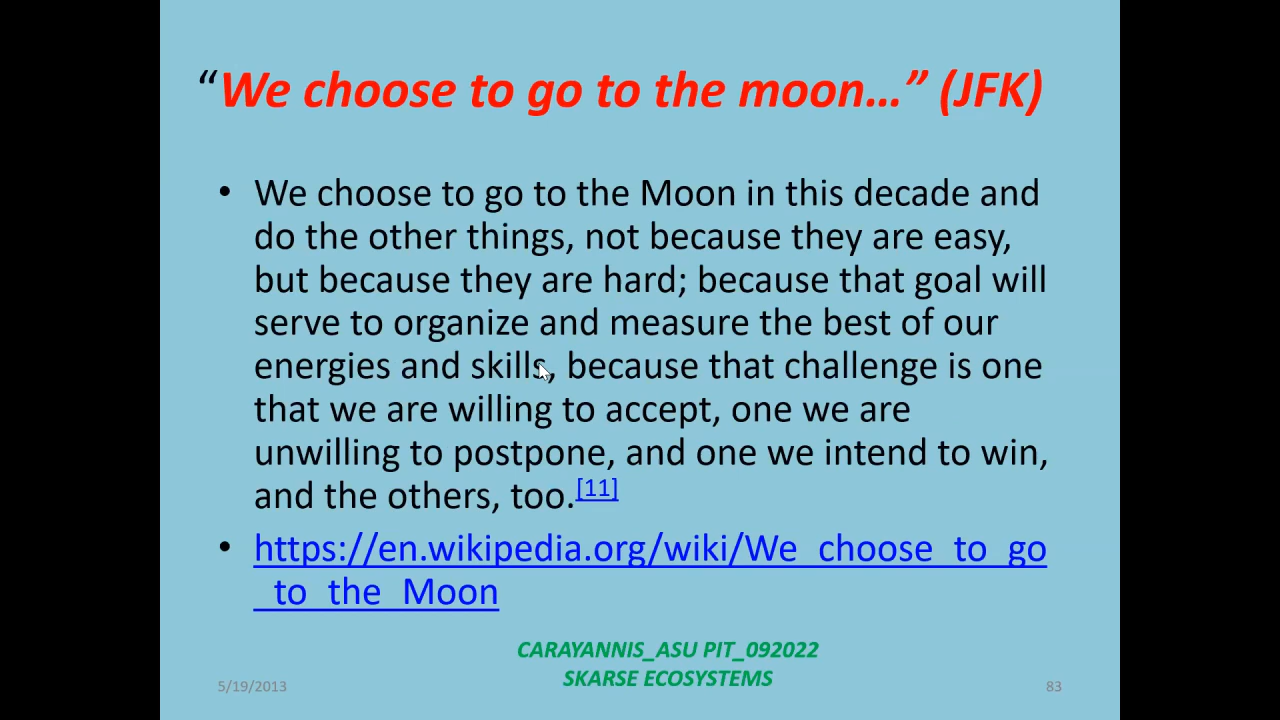 “We choose to go to the moon…” (JFK)
• We choose to go to the Moon in this decade and
do the other things, not because they are easy,
but because they are hard; because that goal will
serve to organize and measure the best of our
energies and skills, because that challenge is one
that we are willing to accept, one we are
unwilling to postpone, and one we intend to win,
and the others, too.[11]
• https://en.wikipedia.org/wiki/We_choose_to_go
_to_the_Moon
CARAYANNIS_ASU PIT_092022
SKARSE ECOSYSTEMS
5/19/2013
83